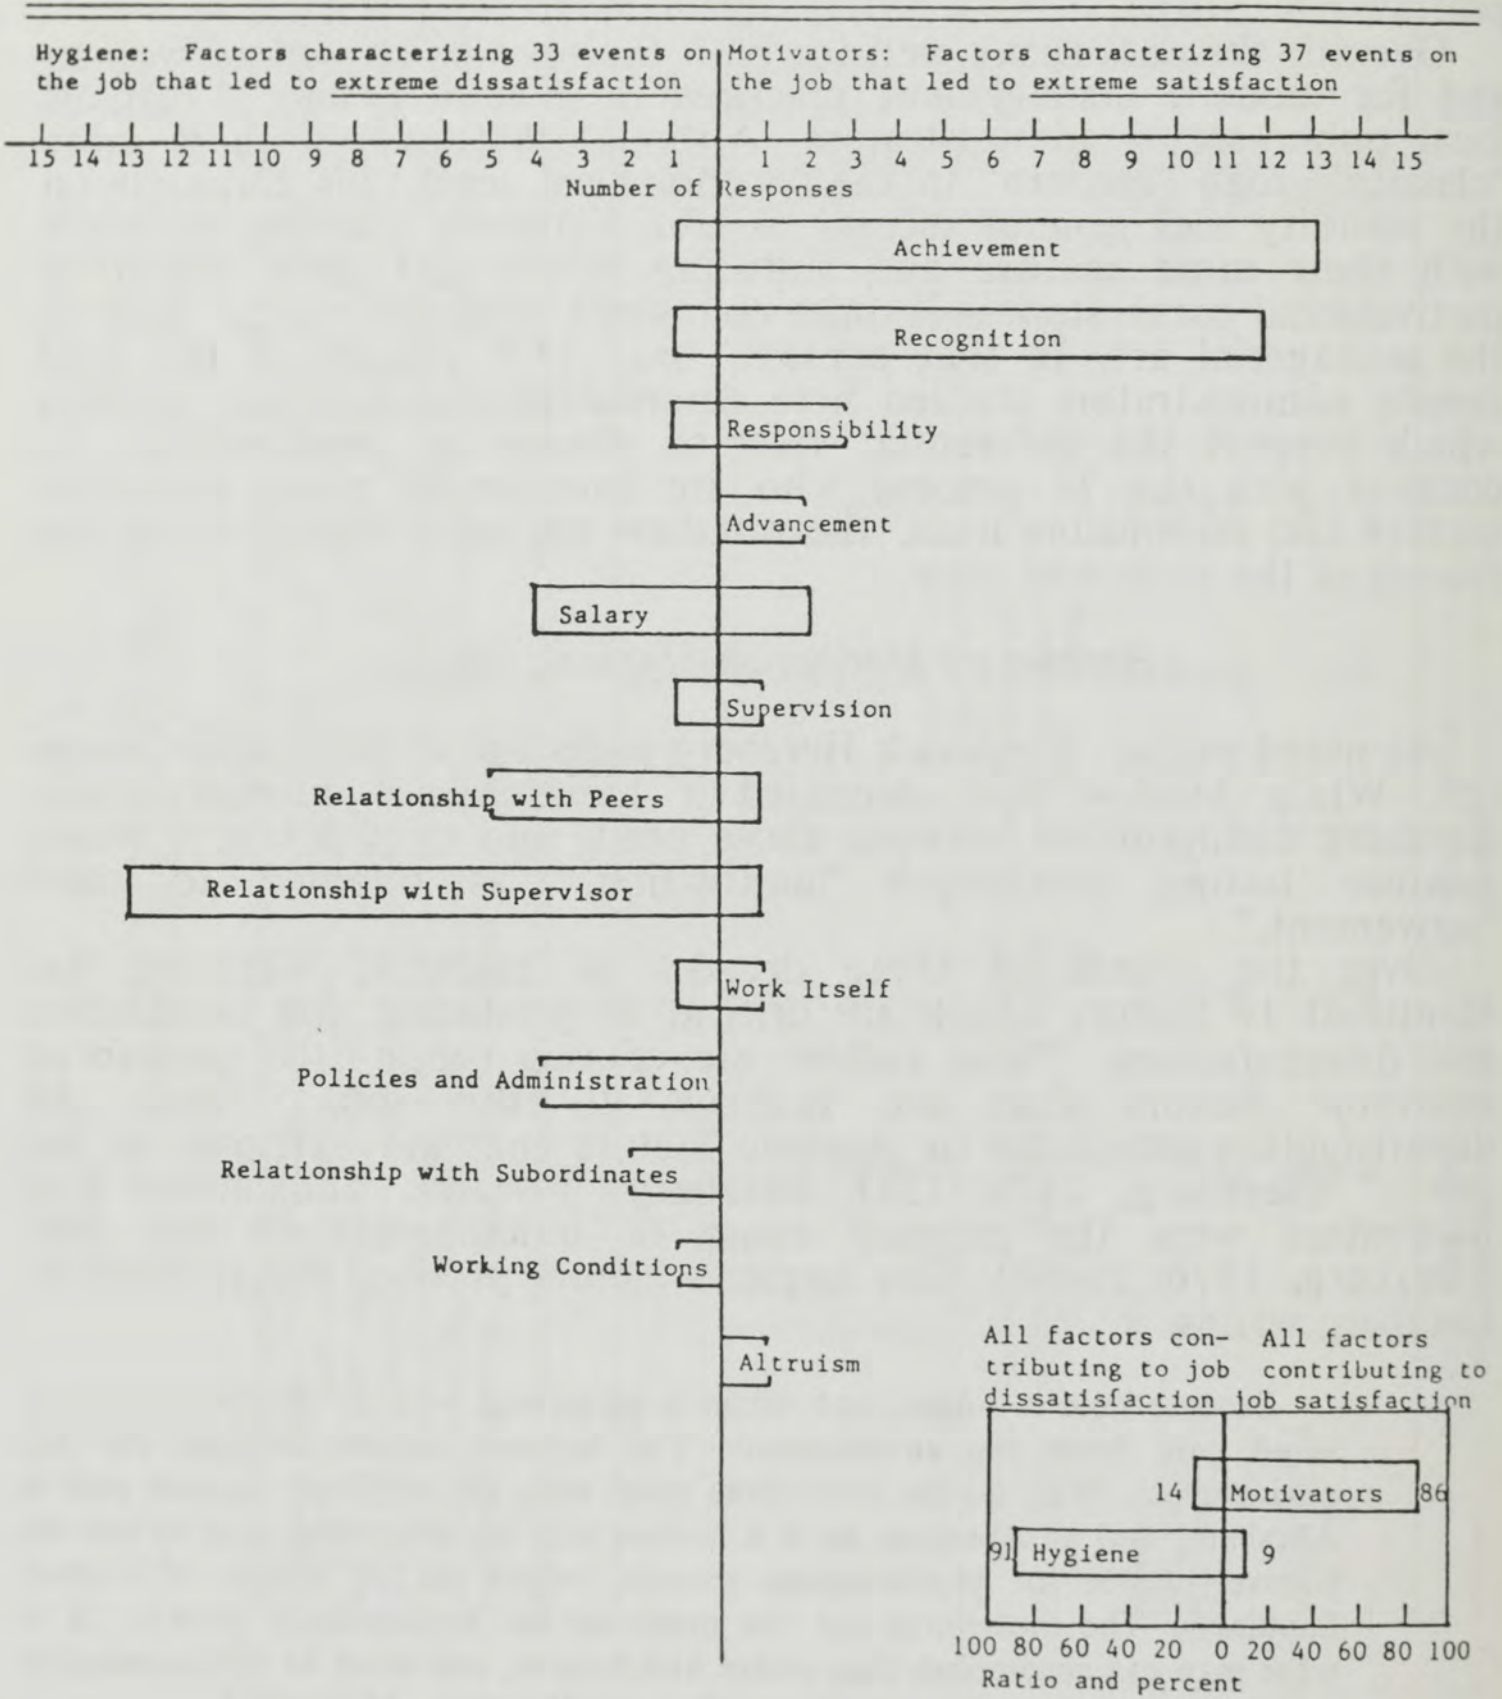 Hygiene: Factors characterizing 33 events on
the job that led to extreme dissatisfaction
Motivators: Factors characterizing 37 events on
the job that led to extreme satisfaction
15 14 13 12 11 10 9 8 7 6 5 4 3 2 1 1 2 3 4 5 6 7 8 9 10 11 12 13 14 15
Number of Responses
Achievement
Recognition
Responsibility
Advancement
Salary
Supervision
Relationship with Peers
Relationship with Supervisor
Work Itself
Policies and Administration
Relationship with Subordinates
Working Conditions
Altruism
All factors con-
tributing to job
dissatisfaction
All factors
contributing to
job satisfaction
14 Motivators 86
91 Hygiene 9
100 80 60 40 20 0 20 40 60 80 100
Ratio and percent